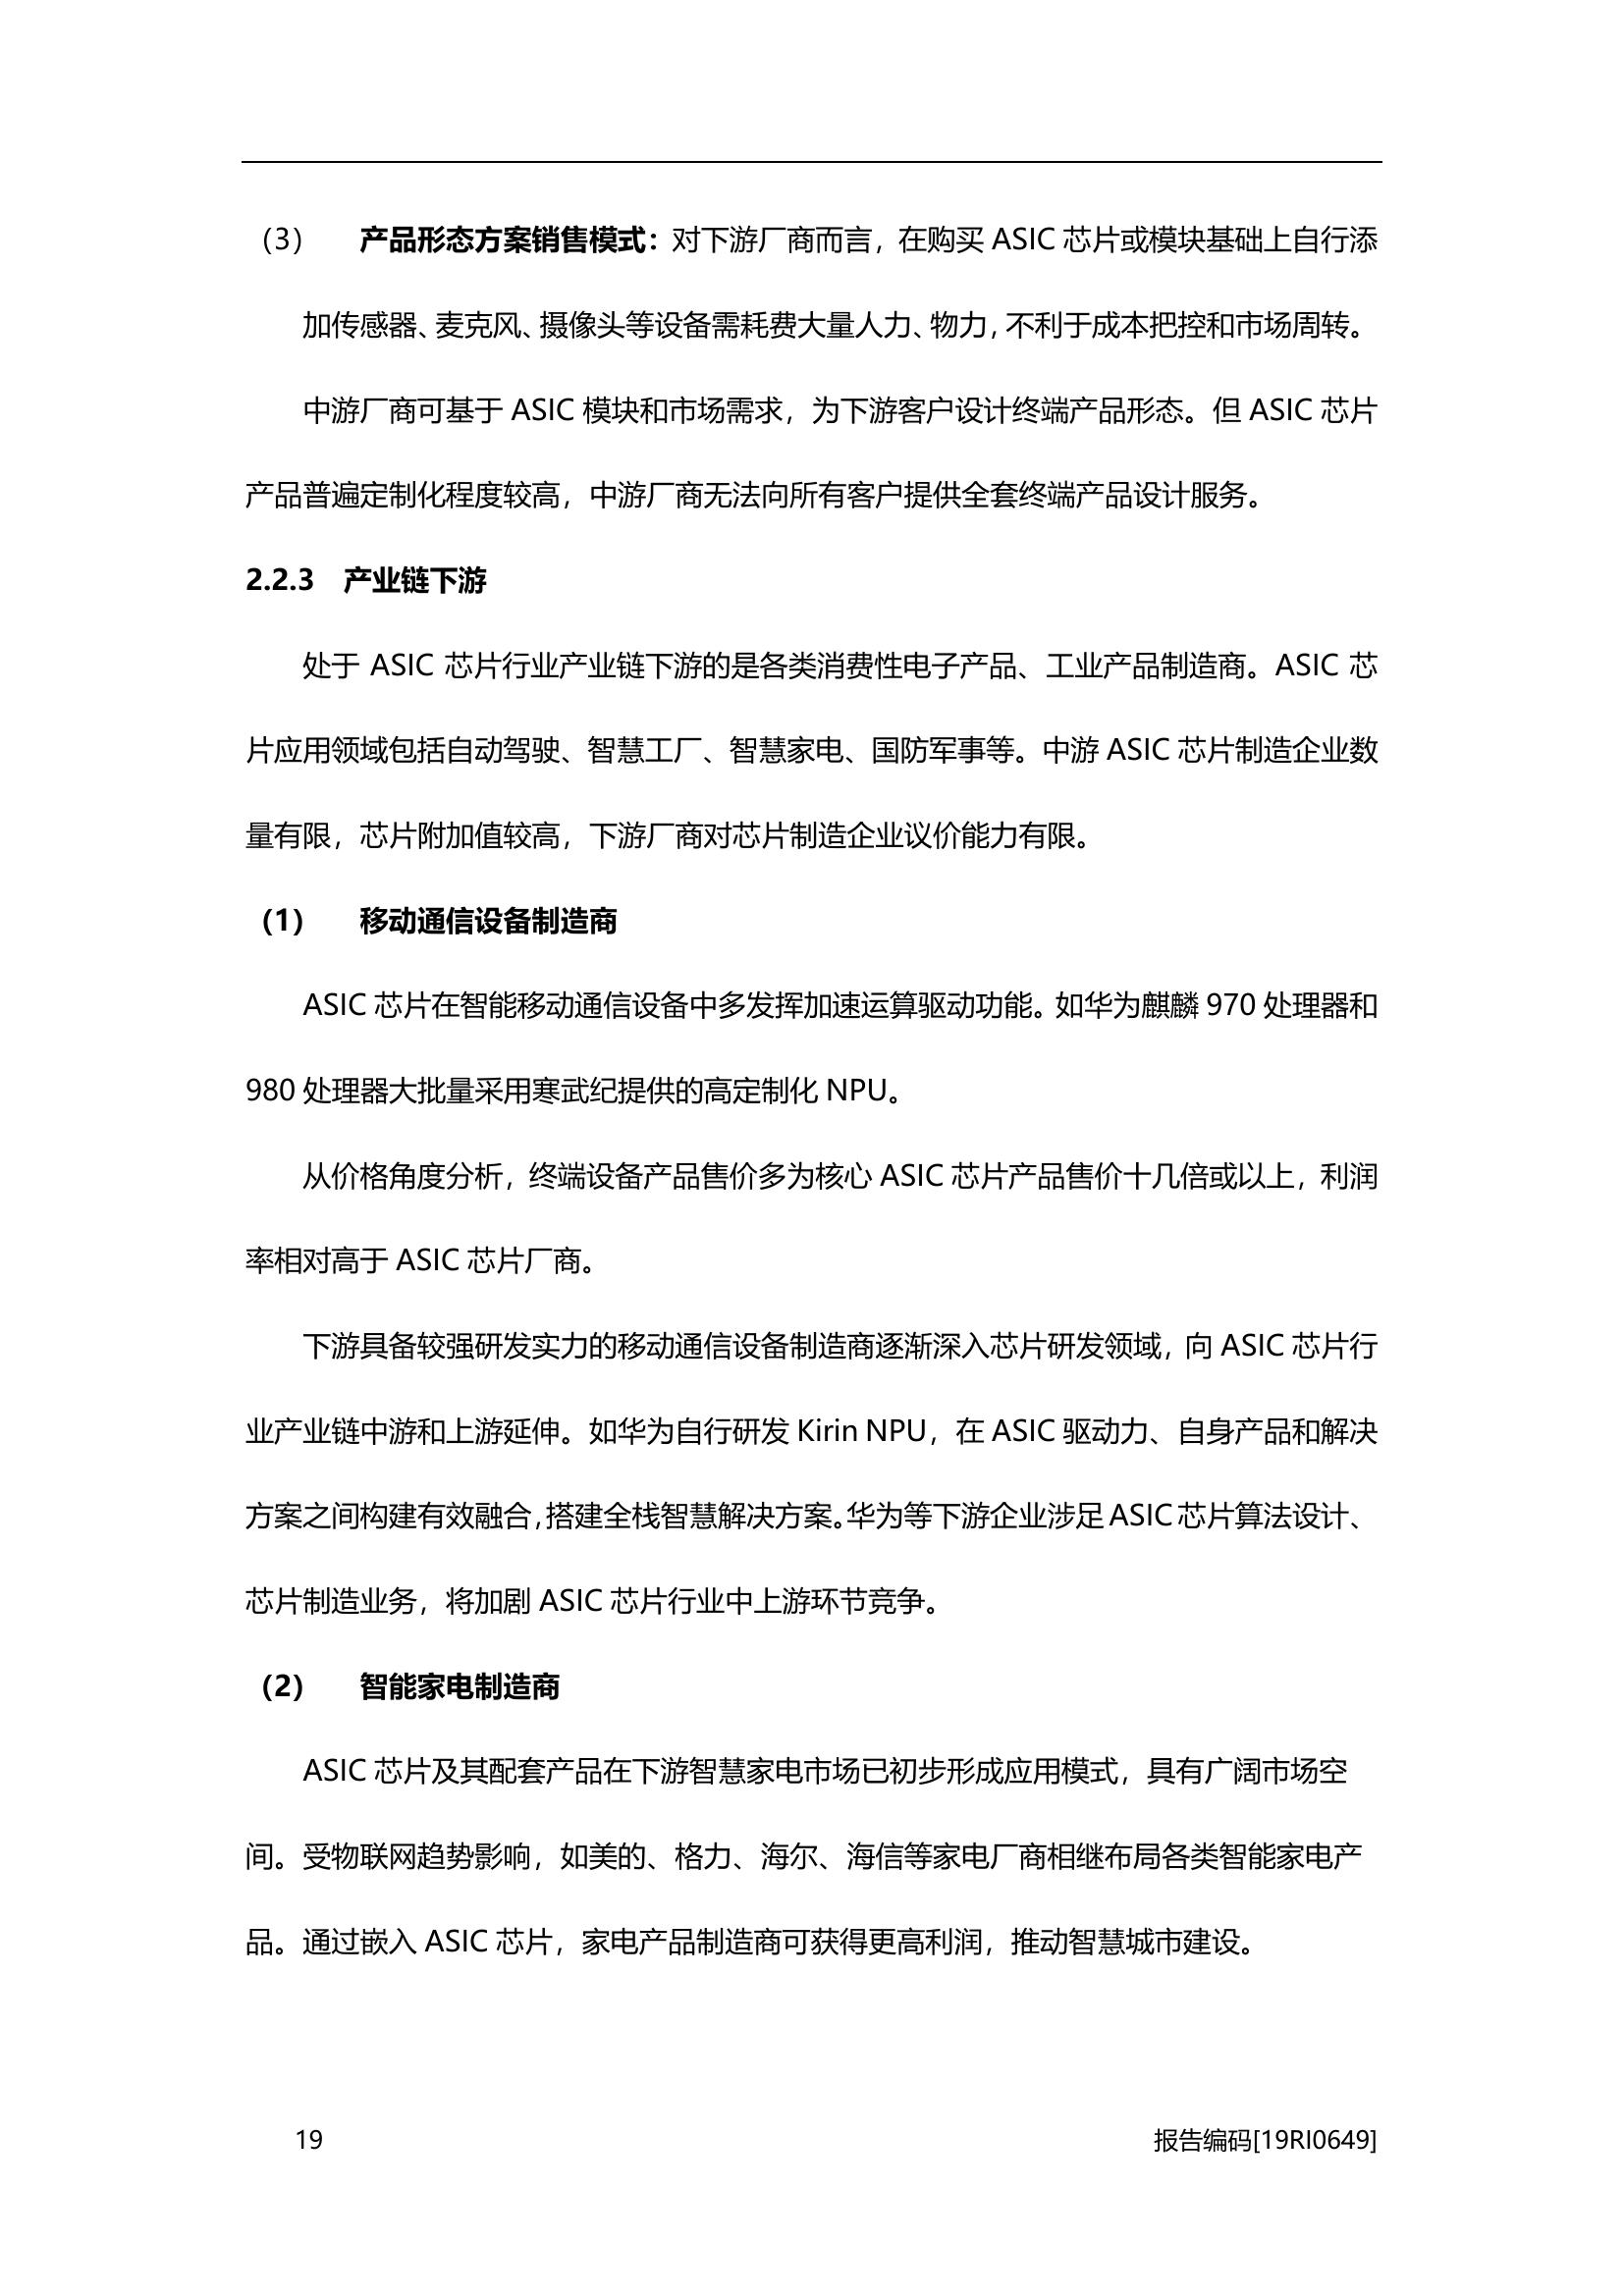 （3） 产品形态方案销售模式：对下游厂商而言，在购买 ASIC 芯片或模块基础上自行添
加传感器、麦克风、摄像头等设备需耗费大量人力、物力，不利于成本把控和市场周转。
中游厂商可基于 ASIC 模块和市场需求，为下游客户设计终端产品形态。但 ASIC 芯片
产品普遍定制化程度较高，中游厂商无法向所有客户提供全套终端产品设计服务。
2.2.3 产业链下游
处于 ASIC 芯片行业产业链下游的是各类消费性电子产品、工业产品制造商。ASIC 芯
片应用领域包括自动驾驶、智慧工厂、智慧家电、国防军事等。中游 ASIC 芯片制造企业数
量有限，芯片附加值较高，下游厂商对芯片制造企业议价能力有限。
（1） 移动通信设备制造商
ASIC 芯片在智能移动通信设备中多发挥加速运算驱动功能。如华为麒麟 970 处理器和
980 处理器大批量采用寒武纪提供的高定制化 NPU。
从价格角度分析，终端设备产品售价多为核心 ASIC 芯片产品售价十几倍或以上，利润
率相对高于 ASIC 芯片厂商。
下游具备较强研发实力的移动通信设备制造商逐渐深入芯片研发领域，向 ASIC 芯片行
业产业链中游和上游延伸。如华为自行研发 Kirin NPU，在 ASIC 驱动力、自身产品和解决
方案之间构建有效融合，搭建全栈智慧解决方案。华为等下游企业涉足 ASIC 芯片算法设计、
芯片制造业务，将加剧 ASIC 芯片行业中上游环节竞争。
（2） 智能家电制造商
ASIC 芯片及其配套产品在下游智慧家电市场已初步形成应用模式，具有广阔市场空
间。受物联网趋势影响，如美的、格力、海尔、海信等家电厂商相继布局各类智能家电产
品。通过嵌入 ASIC 芯片，家电产品制造商可获得更高利润，推动智慧城市建设。
19 报告编码[19RI0649]